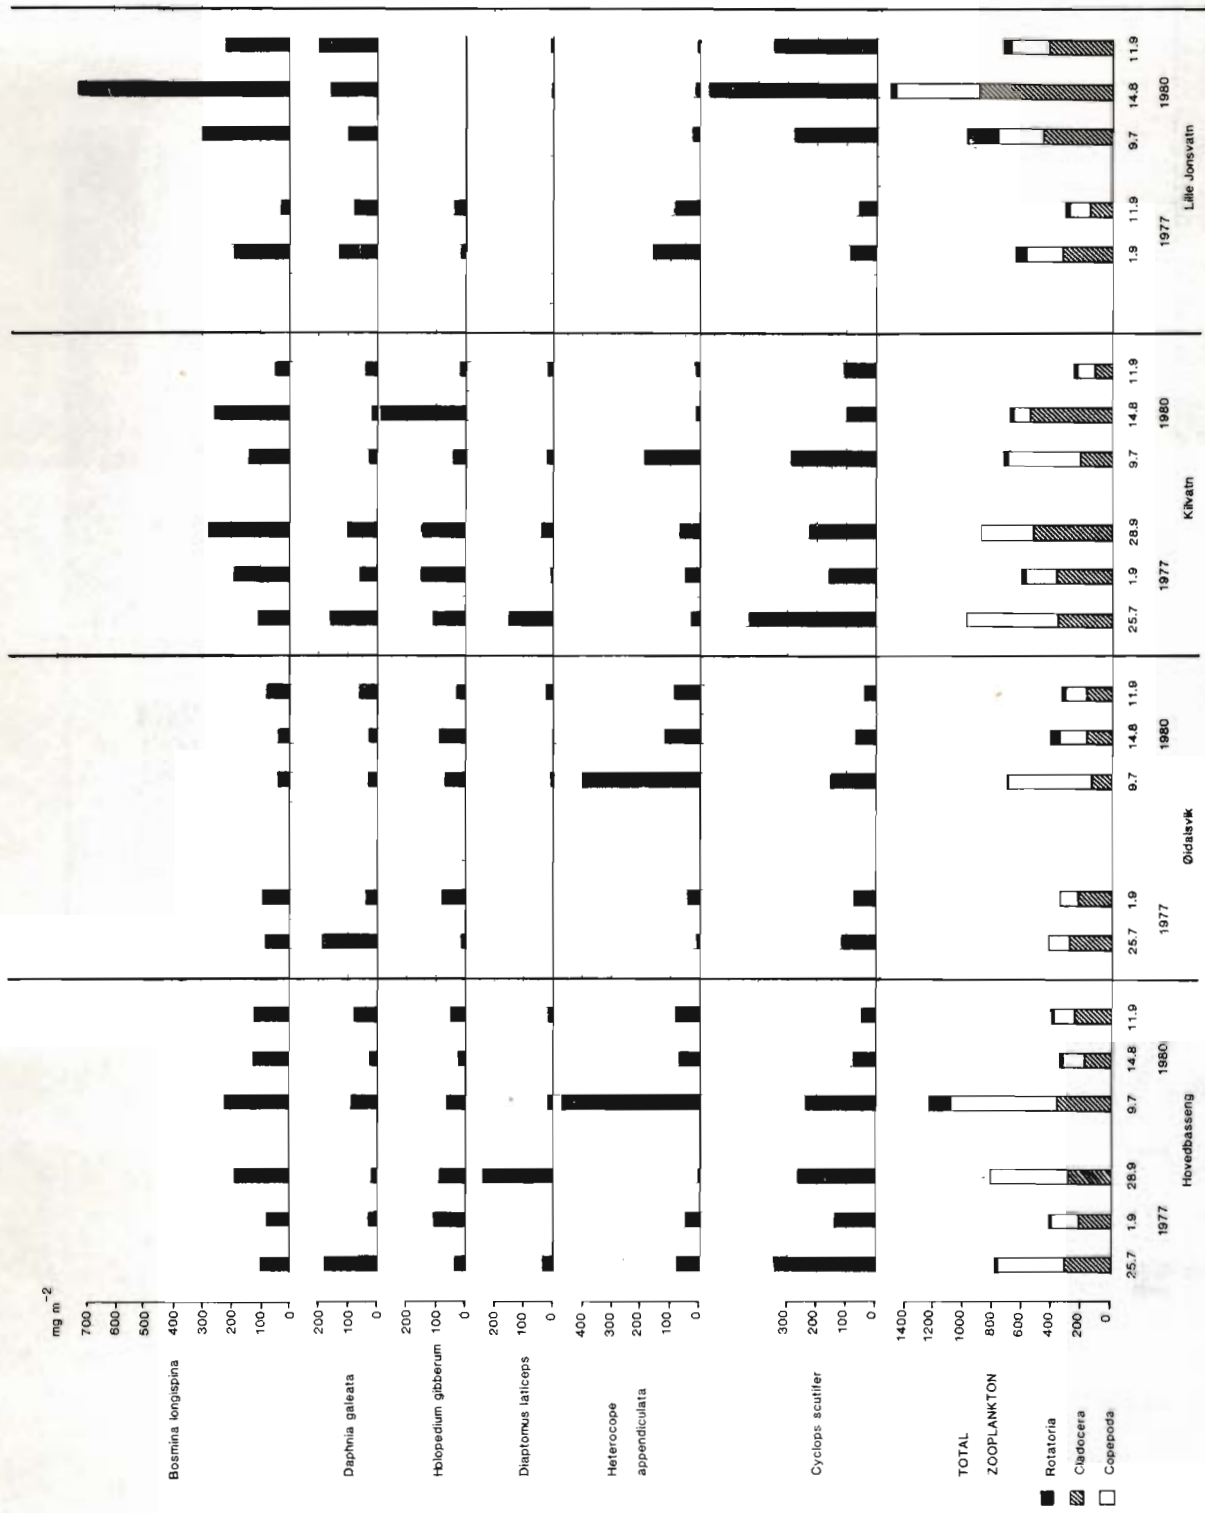 mg m⁻²
Bosmina longispina
700
600
500
400
300
200
100
0
Daphnia galeata
200
100
0
Holopedium gibberum
200
100
0
Diaptomus laticeps
200
100
0
Heterocope
appendiculata
400
300
200
100
0
Cyclops scutifer
300
200
100
0
TOTAL
ZOOPLANKTON
Rotatoria
Cladocera
Copepoda
1400
1200
1000
800
600
400
200
0
25.7 1.9 28.9 9.7 14.8 11.9 25.7 1.9 9.7 14.8 11.9 25.7 1.9 28.9 9.7 14.8 11.9 1.9 11.9 9.7 14.8 11.9
1977 1980 1977 1980 1977 1980 1977 1980
Hovedbasseng Øidalsvik Kilvatn Lille Jonsvatn